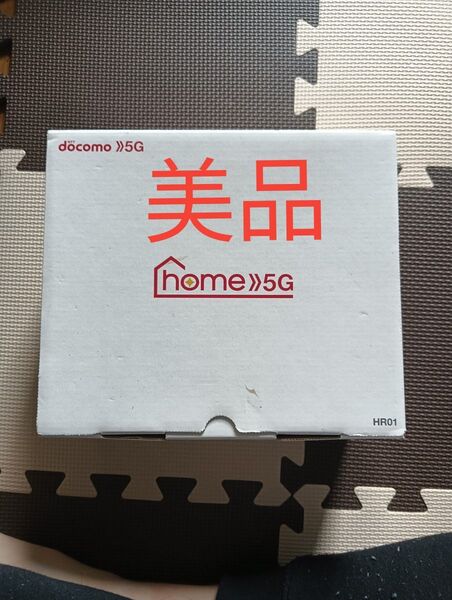 docomo 5G
美品
home 5G
HR01